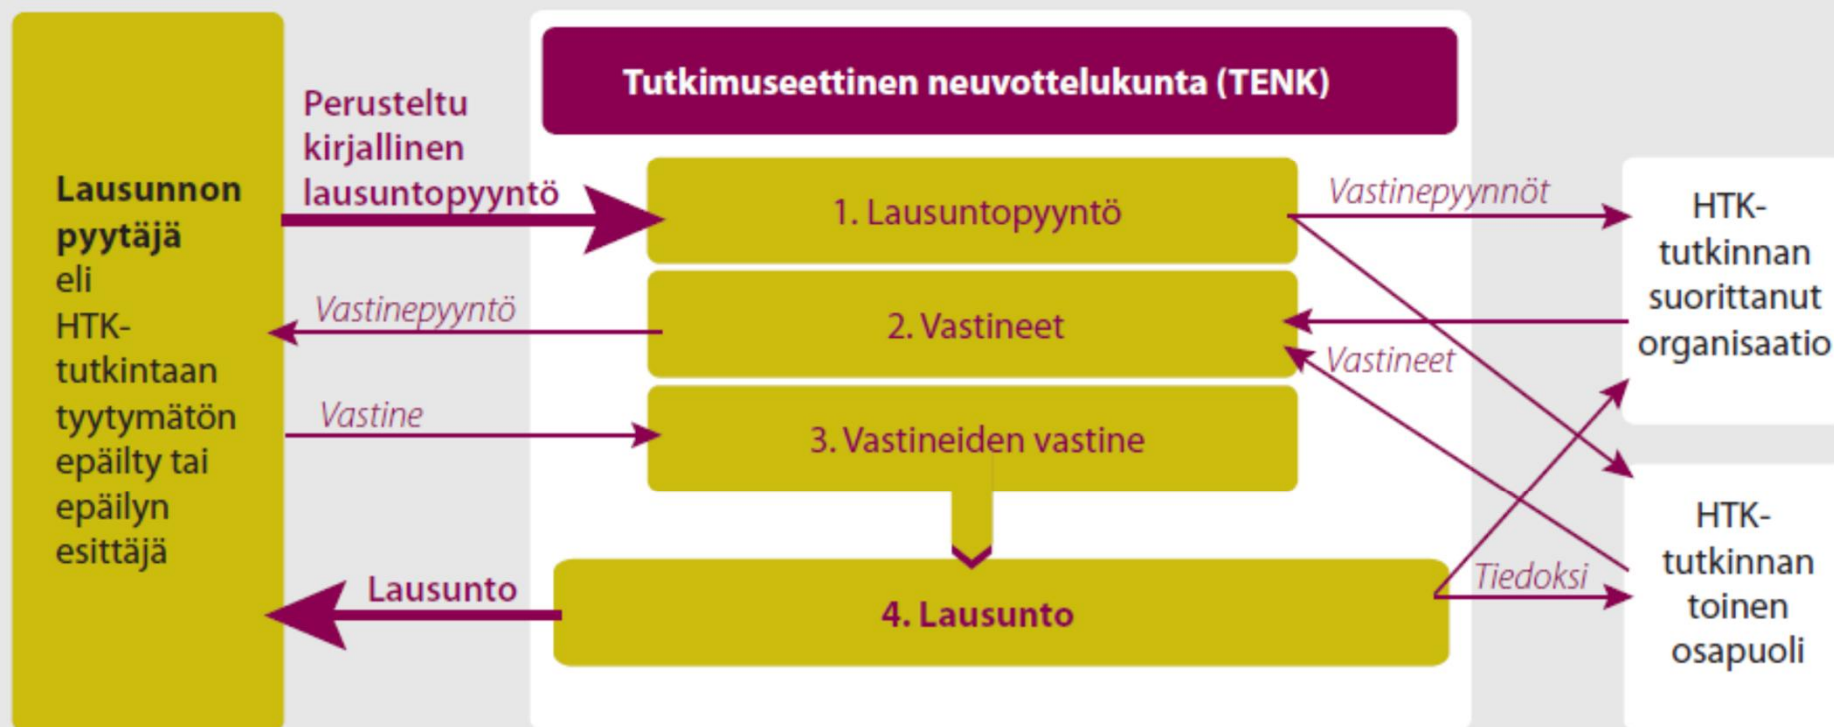 Tutkimuseettinen neuvottelukunta (TENK)
Lausunnon
pyytäjä
eli
HTK-
tutkintaan
tyytymätön
epäilty tai
epäilyn
esittäjä
Perusteltu
kirjallinen
lausuntopyyntö
1. Lausuntopyyntö
Vastinepyynnöt
HTK-
tutkinnan
suorittanut
organisaatio
Vastinepyyntö
2. Vastineet
Vastineet
Vastine
3. Vastineiden vastine
Lausunto
4. Lausunto
Tiedoksi
HTK-
tutkinnan
toinen
osapuoli